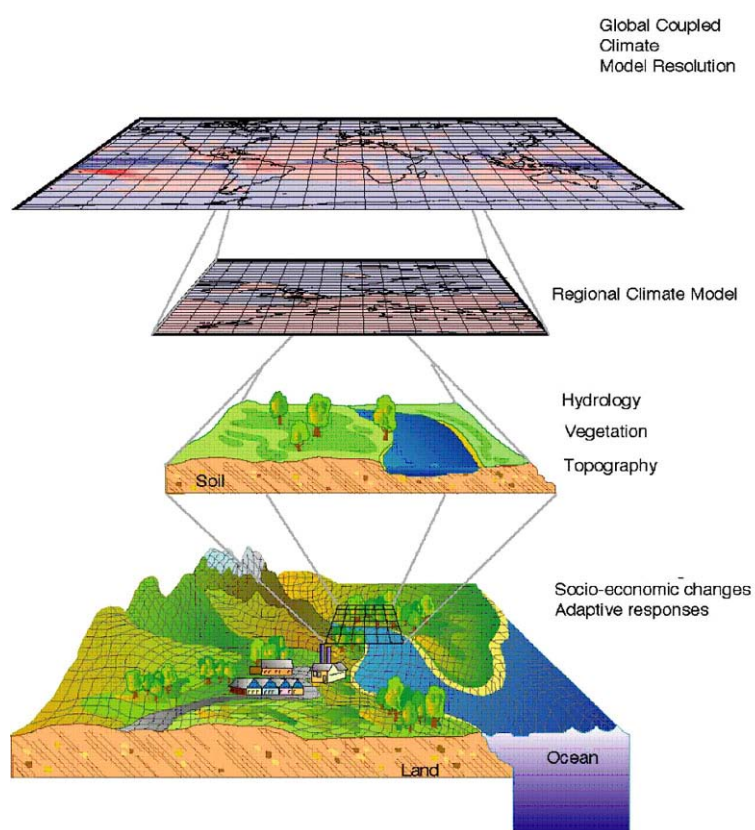 Global Coupled
Climate
Model Resolution
Regional Climate Model
Hydrology
Vegetation
Topography
Soil
Socio-economic changes
Adaptive responses
Ocean
Land